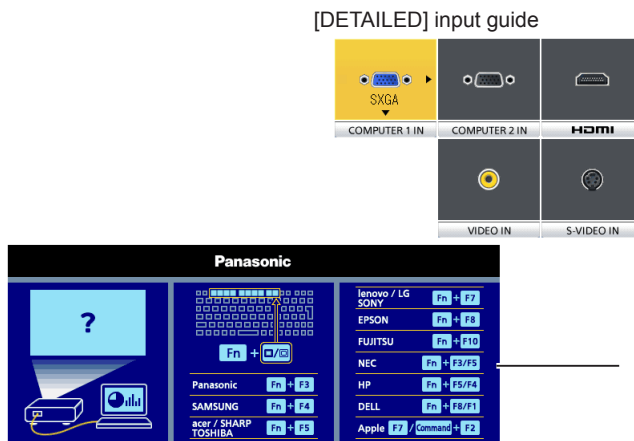 [DETAILED] input guide
SXGA
COMPUTER 1 IN
COMPUTER 2 IN
HDMI
VIDEO IN
S-VIDEO IN
Panasonic
?
Fn +
Panasonic Fn + F3
SAMSUNG Fn + F4
acer / SHARP
TOSHIBA Fn + F5
lenovo / LG
SONY Fn + F7
EPSON Fn + F8
FUJITSU Fn + F10
NEC Fn + F3/F5
HP Fn + F5/F4
DELL Fn + F8/F1
Apple F7 / Command + F2